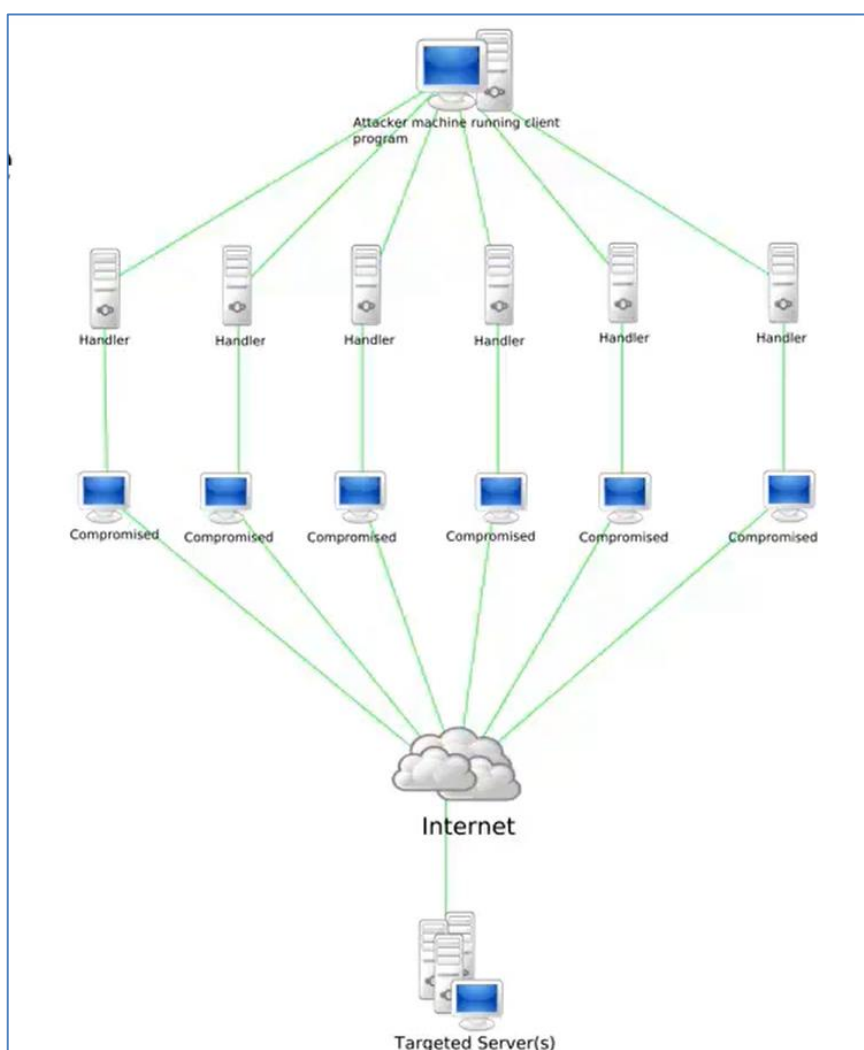 Attacker machine running client
program
Handler
Handler
Handler
Handler
Handler
Handler
Compromised
Compromised
Compromised
Compromised
Compromised
Compromised
Internet
Targeted Server(s)